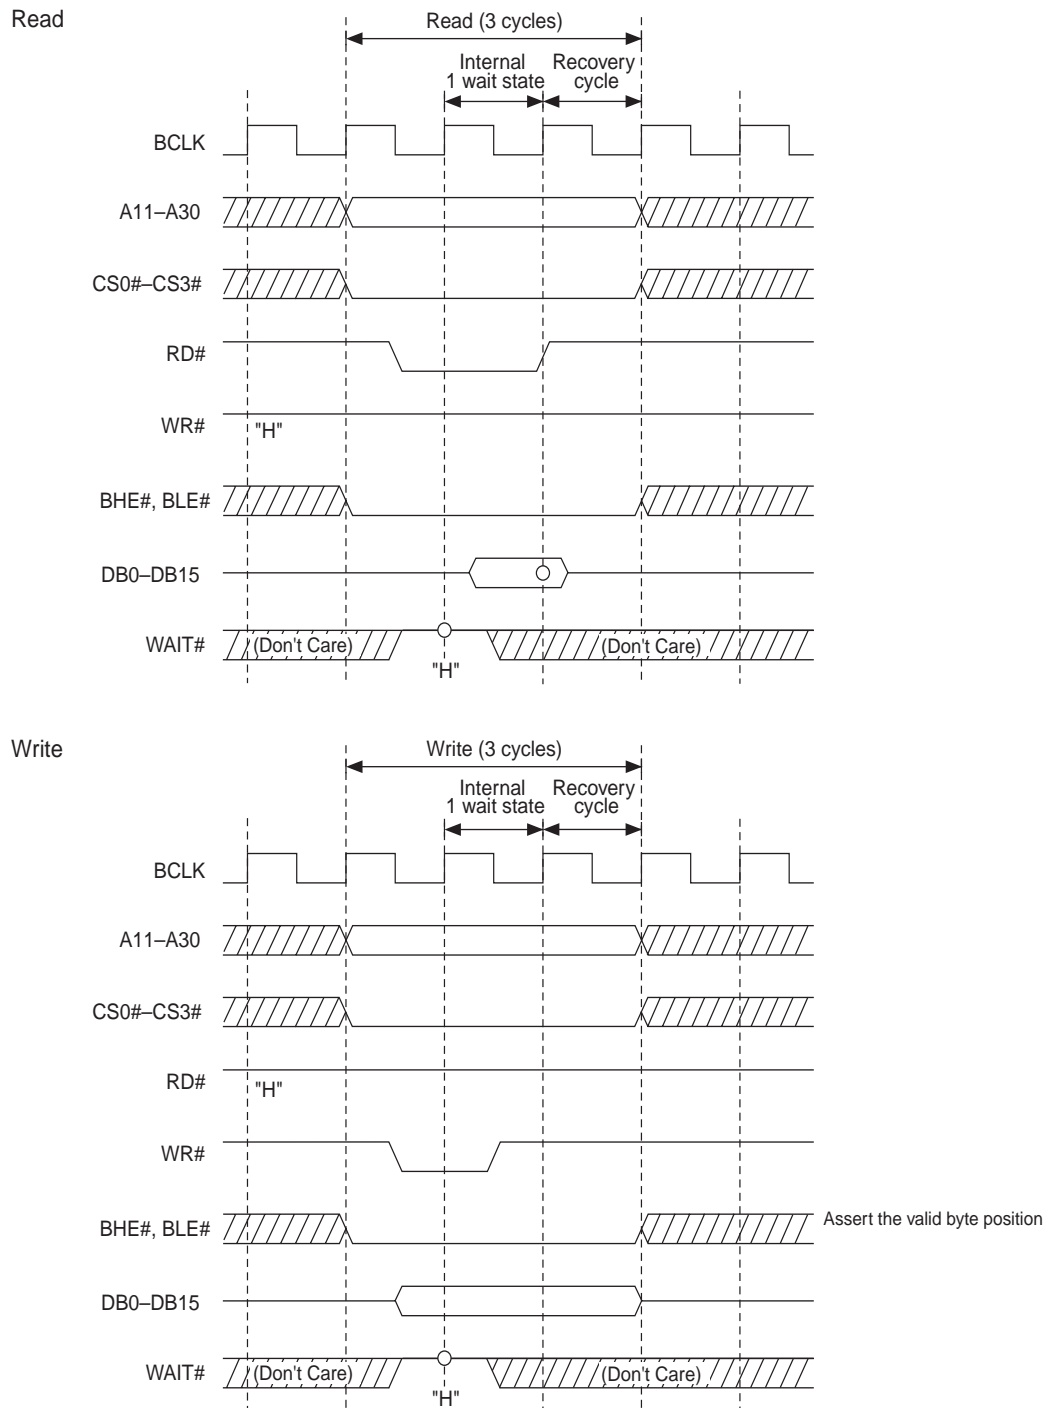 Read
Read (3 cycles)
Internal
1 wait state
Recovery
cycle
BCLK
A11–A30
CS0#–CS3#
RD#
WR#
"H"
BHE#, BLE#
DB0–DB15
WAIT#
(Don't Care)
(Don't Care)
"H"
Write
Write (3 cycles)
Internal
1 wait state
Recovery
cycle
BCLK
A11–A30
CS0#–CS3#
RD#
"H"
WR#
BHE#, BLE#
Assert the valid byte position
DB0–DB15
WAIT#
(Don't Care)
(Don't Care)
"H"